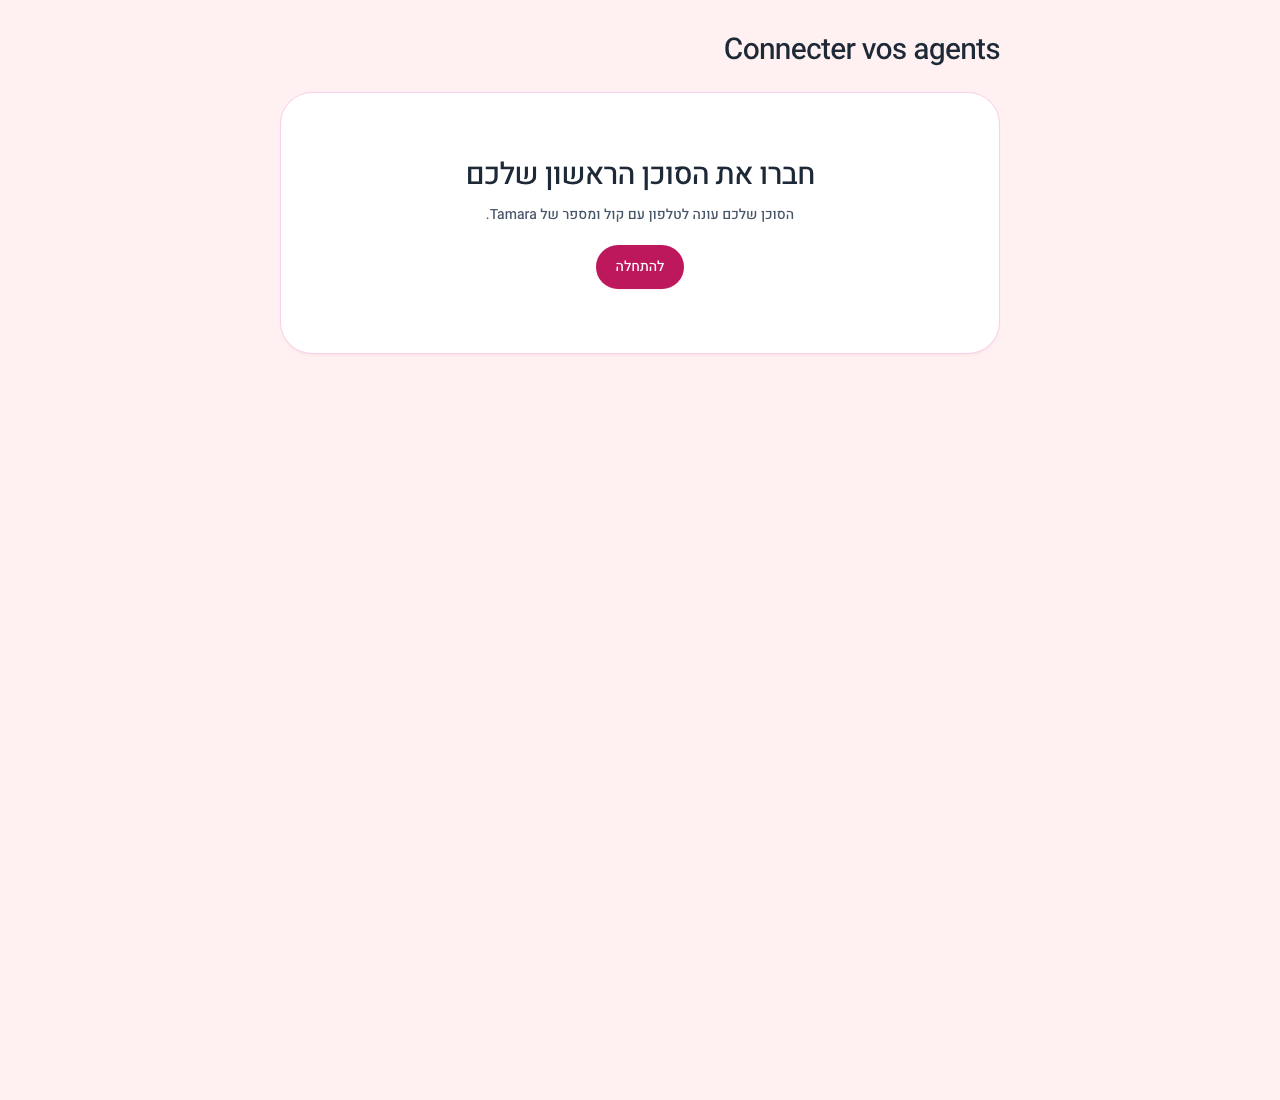 Connecter vos agents
חברו את הסוכן הראשון שלכם
הסוכן שלכם עונה לטלפון עם קול ומספר של Tamara.
להתחלה